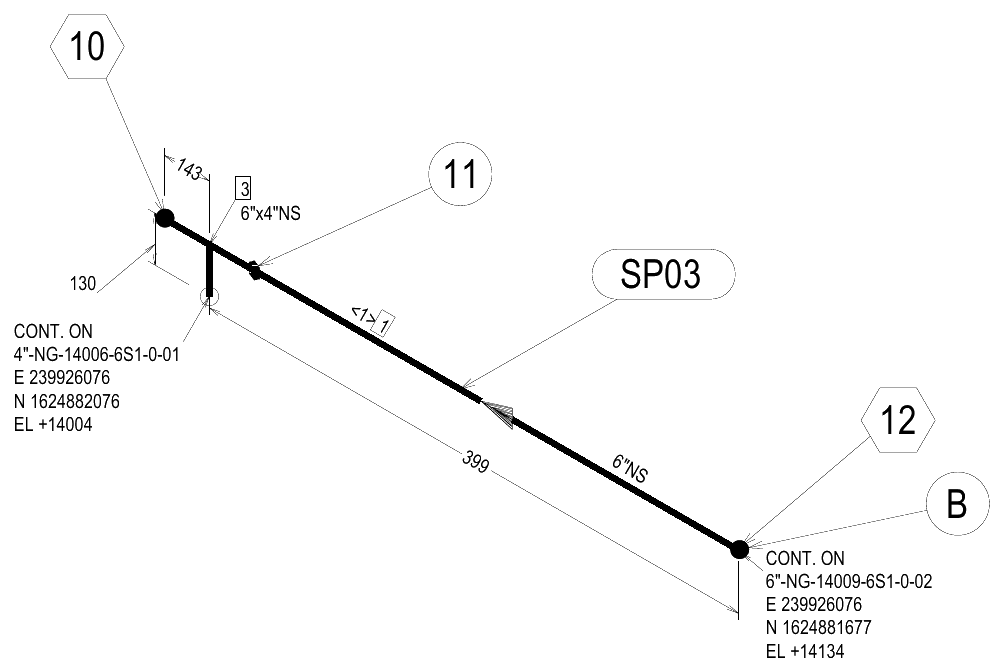 10
143
3
6"x4"NS
11
130
SP03
<1>
1
CONT. ON
4"-NG-14006-6S1-0-01
E 239926076
N 1624882076
EL +14004
12
399
6"NS
B
CONT. ON
6"-NG-14009-6S1-0-02
E 239926076
N 1624881677
EL +14134